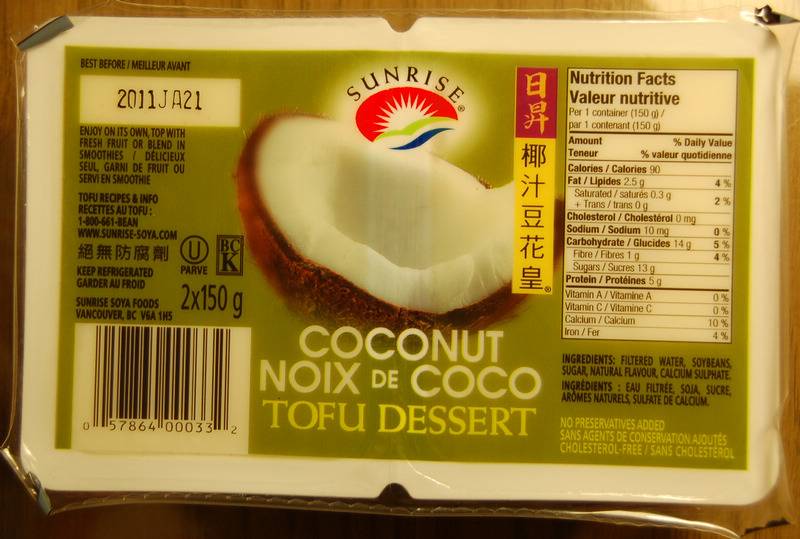 BEST BEFORE / MEILLEUR AVANT
2011JA21
ENJOY ON ITS OWN, TOP WITH
FRESH FRUIT OR BLEND IN
SMOOTHIES / DÉLICIEUX
SEUL, GARNI DE FRUIT OU
SERVI EN SMOOTHIE
TOFU RECIPES & INFO
RECETTES AU TOFU :
1-800-661-BEAN
WWW.SUNRISE-SOYA.COM
絕無防腐劑
U
PARVE
BC
K
KEEP REFRIGERATED
GARDER AU FROID
SUNRISE SOYA FOODS
VANCOUVER, BC V6A 1H5
2x150 g
0 57864 00033 2
SUNRISE®
日昇
椰汁豆花皇®
COCONUT
NOIX DE COCO
TOFU DESSERT
Nutrition Facts
Valeur nutritive
Per 1 container (150 g) /
par 1 contenant (150 g)
Amount % Daily Value
Teneur % valeur quotidienne
Calories / Calories 90
Fat / Lipides 2.5 g 4 %
Saturated / saturés 0.3 g
+ Trans / trans 0 g 2 %
Cholesterol / Cholestérol 0 mg
Sodium / Sodium 10 mg 0 %
Carbohydrate / Glucides 14 g 5 %
Fibre / Fibres 1 g 4 %
Sugars / Sucres 13 g
Protein / Protéines 5 g
Vitamin A / Vitamine A 0 %
Vitamin C / Vitamine C 0 %
Calcium / Calcium 10 %
Iron / Fer 4 %
INGREDIENTS: FILTERED WATER, SOYBEANS,
SUGAR, NATURAL FLAVOUR, CALCIUM SULPHATE.
INGRÉDIENTS : EAU FILTRÉE, SOJA, SUCRE,
ARÔMES NATURELS, SULFATE DE CALCIUM.
NO PRESERVATIVES ADDED
SANS AGENTS DE CONSERVATION AJOUTÉS
CHOLESTEROL-FREE / SANS CHOLESTÉROL